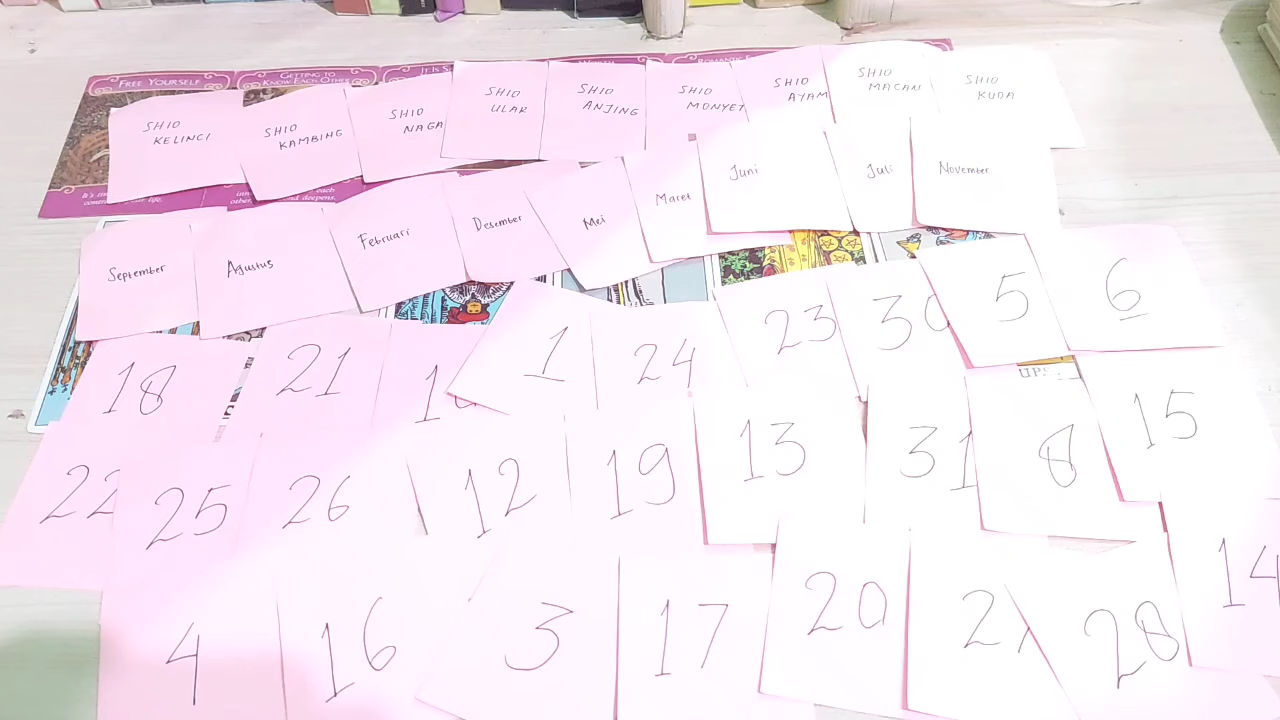 FREE YOURSELF
GETTING TO
KNOW EACH OTHER
SHIO
KELINCI
SHIO
KAMBING
SHIO
NAGA
SHIO
ULAR
SHIO
ANJING
SHIO
MONYET
SHIO
AYAM
SHIO
MACAN
SHIO
KUDA
September
Agustus
Februari
Desember
Mei
Maret
Juni
Juli
November
18
21
1
24
23
30
5
6
22
25
26
12
19
13
31
8
15
4
16
3
17
20
28
14